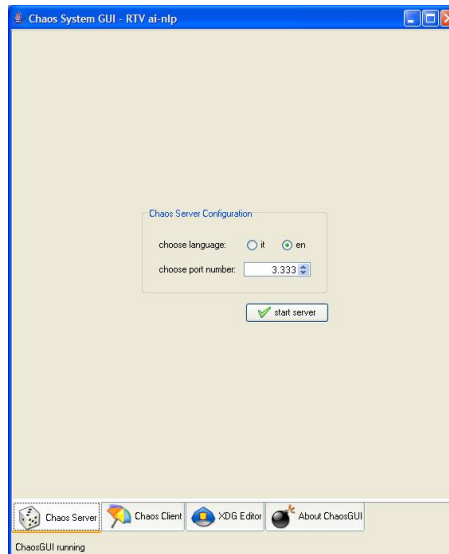 Chaos System GUI - RTV ai-nlp
Chaos Server Configuration
choose language: it en
choose port number: 3.333
start server
Chaos Server Chaos Client XDG Editor About ChaosGUI
ChaosGUI running